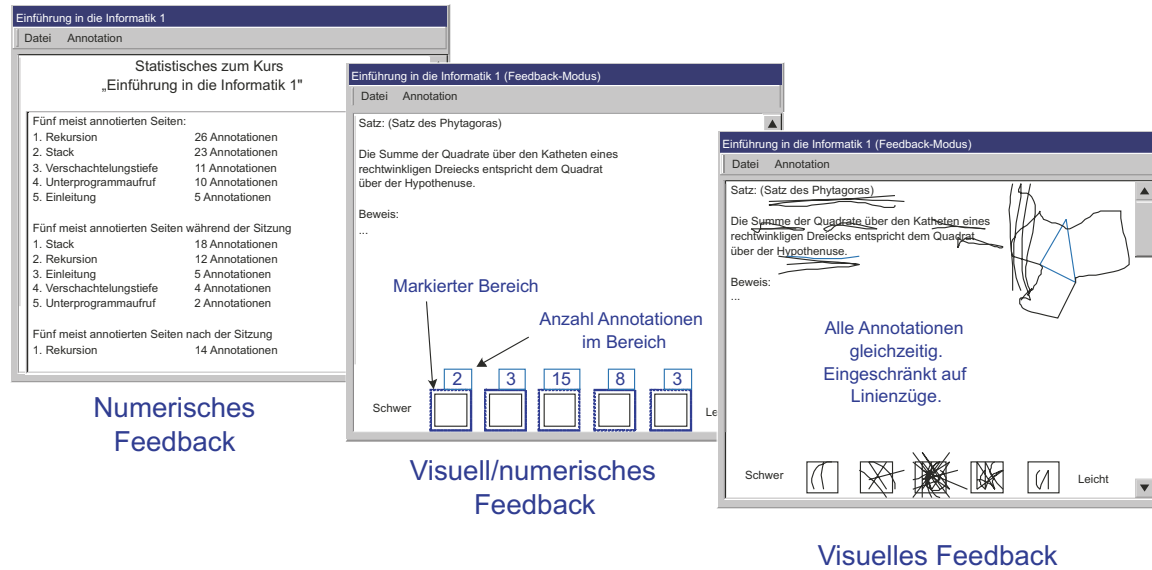 Einführung in die Informatik 1
Datei Annotation
Statistisches zum Kurs
„Einführung in die Informatik 1"
Fünf meist annotierten Seiten:
1. Rekursion 26 Annotationen
2. Stack 23 Annotationen
3. Verschachtelungstiefe 11 Annotationen
4. Unterprogrammaufruf 10 Annotationen
5. Einleitung 5 Annotationen
Fünf meist annotierten Seiten während der Sitzung
1. Stack 18 Annotationen
2. Rekursion 12 Annotationen
3. Einleitung 5 Annotationen
4. Verschachtelungstiefe 4 Annotationen
5. Unterprogrammaufruf 2 Annotationen
Fünf meist annotierten Seiten nach der Sitzung
1. Rekursion 14 Annotationen
Numerisches
Feedback
Einführung in die Informatik 1 (Feedback-Modus)
Datei Annotation
Satz: (Satz des Phytagoras)
Die Summe der Quadrate über den Katheten eines
rechtwinkligen Dreiecks entspricht dem Quadrat
über der Hypothenuse.
Beweis:
...
Markierter Bereich
Anzahl Annotationen
im Bereich
2 3 15 8 3
Schwer Le
Visuell/numerisches
Feedback
Einführung in die Informatik 1 (Feedback-Modus)
Datei Annotation
Satz: (Satz des Phytagoras)
Die Summe der Quadrate über den Katheten eines
rechtwinkligen Dreiecks entspricht dem Quadrat
über der Hypothenuse.
Beweis:
...
Alle Annotationen
gleichzeitig.
Eingeschränkt auf
Linienzüge.
Schwer Leicht
Visuelles Feedback